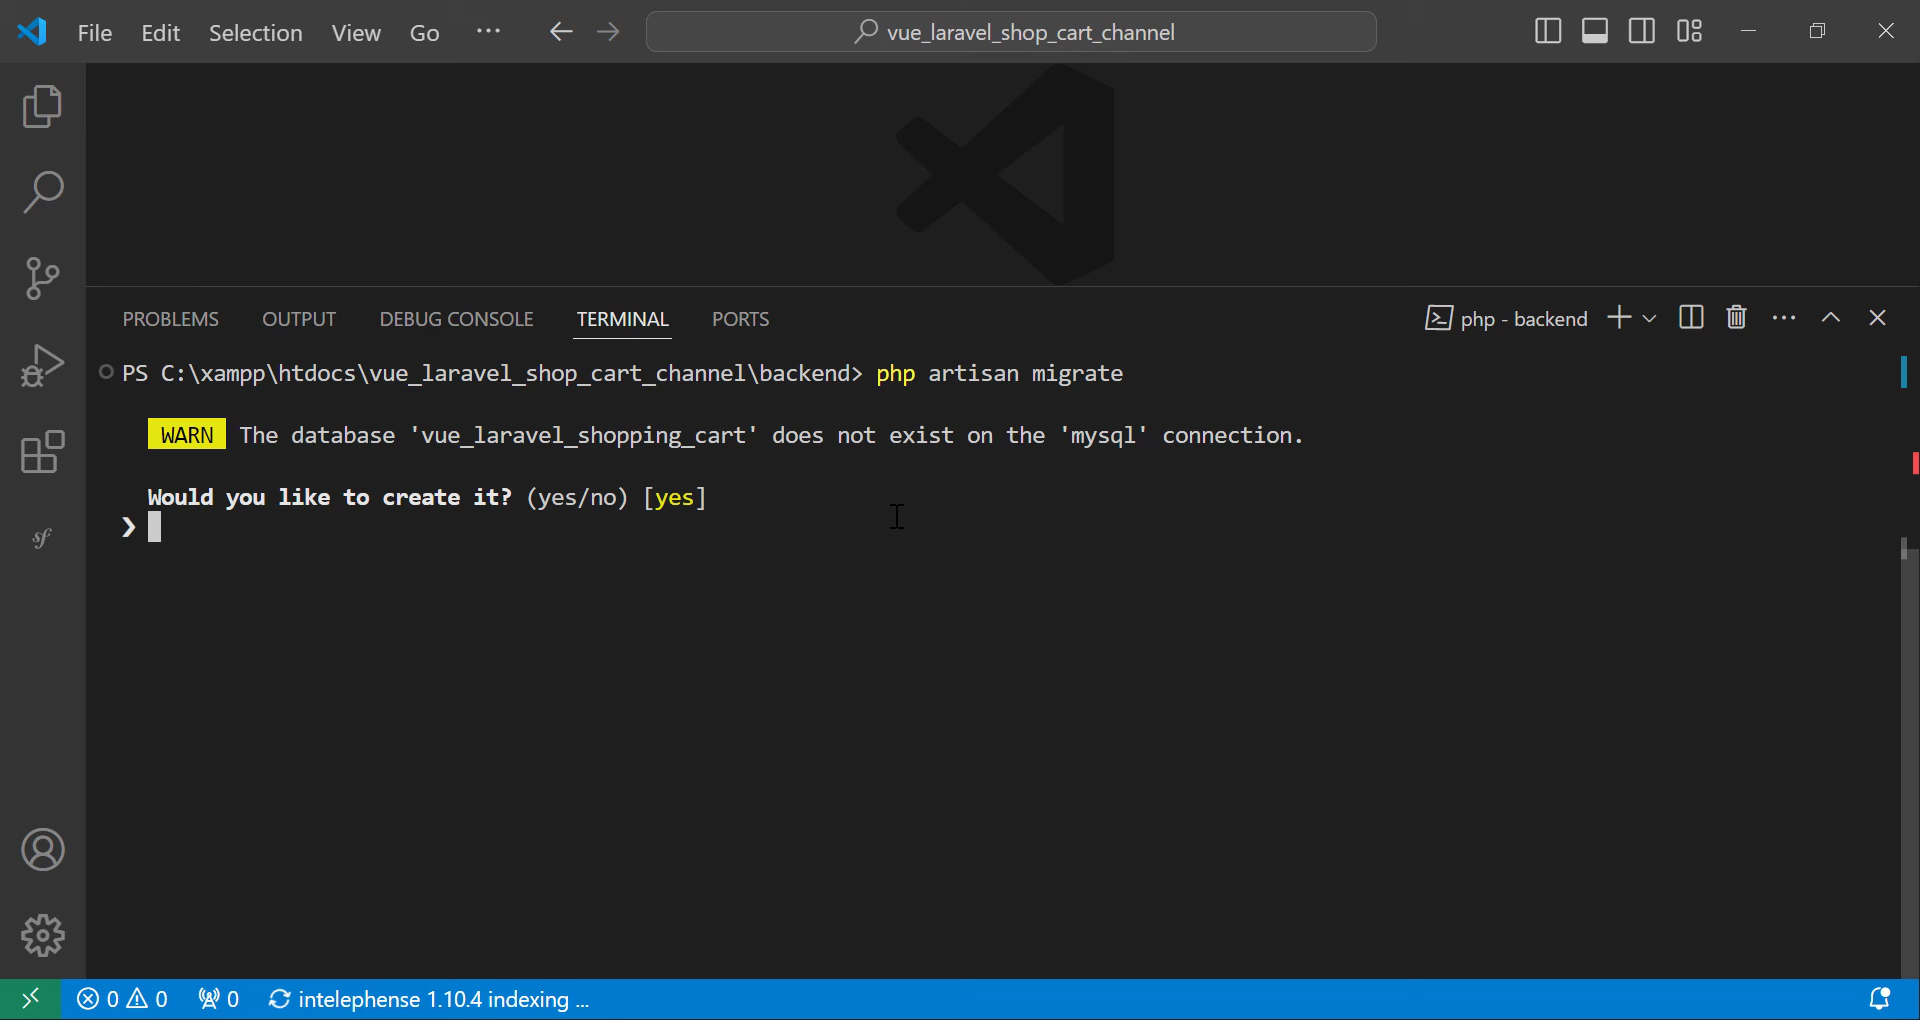 File Edit Selection View Go ··· vue_laravel_shop_cart_channel
PROBLEMS OUTPUT DEBUG CONSOLE TERMINAL PORTS php - backend
PS C:\xampp\htdocs\vue_laravel_shop_cart_channel\backend> php artisan migrate
WARN The database 'vue_laravel_shopping_cart' does not exist on the 'mysql' connection.
Would you like to create it? (yes/no) [yes]
❯
sf
0 0 0 intelephense 1.10.4 indexing ...